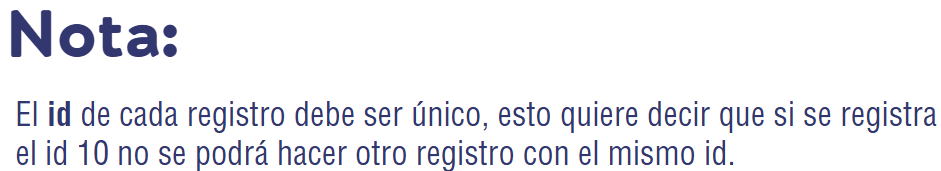 Nota:
El id de cada registro debe ser único, esto quiere decir que si se registra
el id 10 no se podrá hacer otro registro con el mismo id.